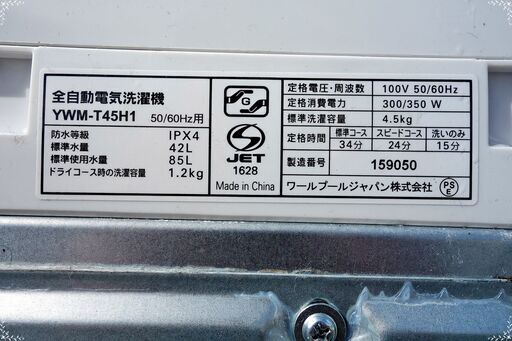 全自動電気洗濯機
YWM-T45H1 50/60Hz用
防水等級 IPX4
標準水量 42L
標準使用水量 85L
ドライコース時の洗濯容量 1.2kg
G
S
JET
1628
Made in China
定格電圧・周波数 100V 50/60Hz
定格消費電力 300/350 W
標準洗濯容量 4.5kg
定格時間 標準コース スピードコース 洗いのみ
34分 24分 15分
製造番号 159050
ワールプールジャパン株式会社
PSE